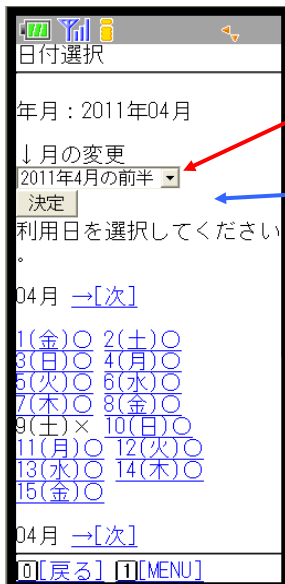 日付選択
年月:2011年04月
↓月の変更
2011年4月の前半
決定
利用日を選択してください
。
04月 →[次]
1(金)○ 2(土)○
3(日)○ 4(月)○
5(火)○ 6(水)○
7(木)○ 8(金)○
9(土)× 10(日)○
11(月)○ 12(火)○
13(水)○ 14(木)○
15(金)○
04月 →[次]
0[戻る] 1[MENU]